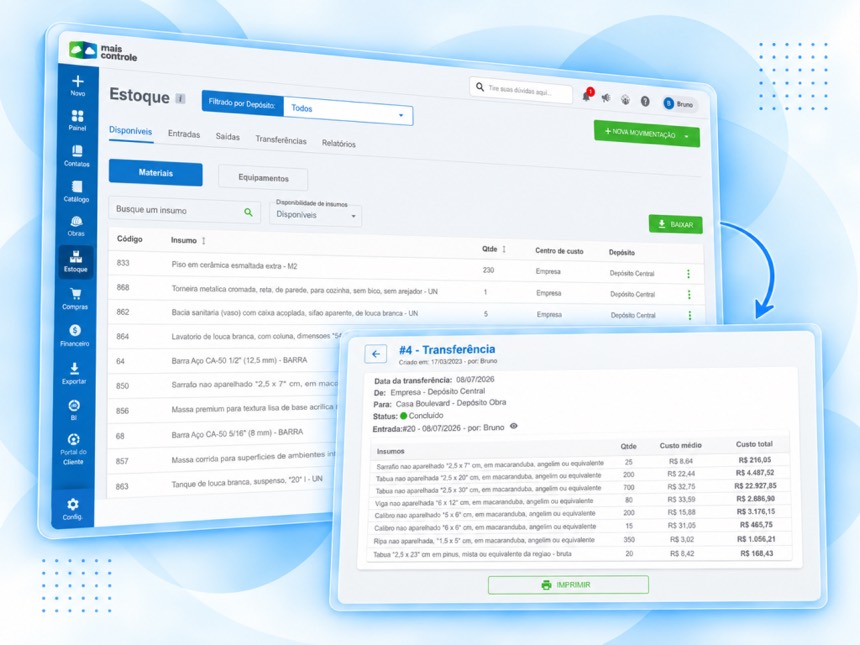 mais
controle
Tire suas dúvidas aqui...
1
B Bruno
Novo
Painel
Contatos
Catálogo
Obras
Estoque
Compras
Financeiro
Exportar
BI
Portal do
Cliente
Config.
Estoque i
Filtrado por Depósito: Todos
+ NOVA MOVIMENTAÇÃO
Disponíveis Entradas Saídas Transferências Relatórios
Materiais Equipamentos
Busque um insumo
Disponibilidade de insumos
Disponíveis
BAIXAR
Código Insumo Qtde Centro de custo Depósito
833 Piso em cerâmica esmaltada extra - M2 230 Empresa Depósito Central
868 Torneira metalica cromada, reta, de parede, para cozinha, sem bico, sem arejador - UN 1 Empresa Depósito Central
862 Bacia sanitaria (vaso) com caixa acoplada, sifao aparente, de louca branca - UN 5 Empresa Depósito Central
864 Lavatorio de louca branca, com coluna, dimensoes "54
64 Barra Aço CA-50 1/2" (12,5 mm) - BARRA
850 Sarrafo nao aparelhado "2,5 x 7" cm, em maca
856 Massa premium para textura lisa de base acrilica
68 Barra Aço CA-50 5/16" (8 mm) - BARRA
857 Massa corrida para superficies de ambientes in
863 Tanque de louca branca, suspenso, "20" l - UN
#4 - Transferência
Criado em: 17/03/2023 - por: Bruno
Data da transferência: 08/07/2026
De: Empresa - Depósito Central
Para: Casa Boulevard - Depósito Obra
Status: Concluído
Entrada:#20 - 08/07/2026 - por: Bruno
Insumos Qtde Custo médio Custo total
Sarrafo nao aparelhado "2,5 x 7" cm, em macaranduba, angelim ou equivalente 25 R$ 8,64 R$ 216,05
Tabua nao aparelhada "2,5 x 20" cm, em macaranduba, angelim ou equivalente 200 R$ 22,44 R$ 4.487,52
Tabua nao aparelhada "2,5 x 30" cm, em macaranduba, angelim ou equivalente 700 R$ 32,75 R$ 22.927,85
Viga nao aparelhada "6 x 12" cm, em macaranduba, angelim ou equivalente 80 R$ 33,59 R$ 2.686,90
Calibro nao aparelhado "5 x 6" cm, em macaranduba, angelim ou equivalente 200 R$ 15,88 R$ 3.176,15
Calibro nao aparelhado "6 x 6" cm, em macaranduba, angelim ou equivalente 15 R$ 31,05 R$ 465,75
Ripa nao aparelhada, "1,5 x 5" cm, em macaranduba, angelim ou equivalente 350 R$ 3,02 R$ 1.056,21
Tabua "2,5 x 23" cm em pinus, mista ou equivalente da regiao - bruta 20 R$ 8,42 R$ 168,43
IMPRIMIR